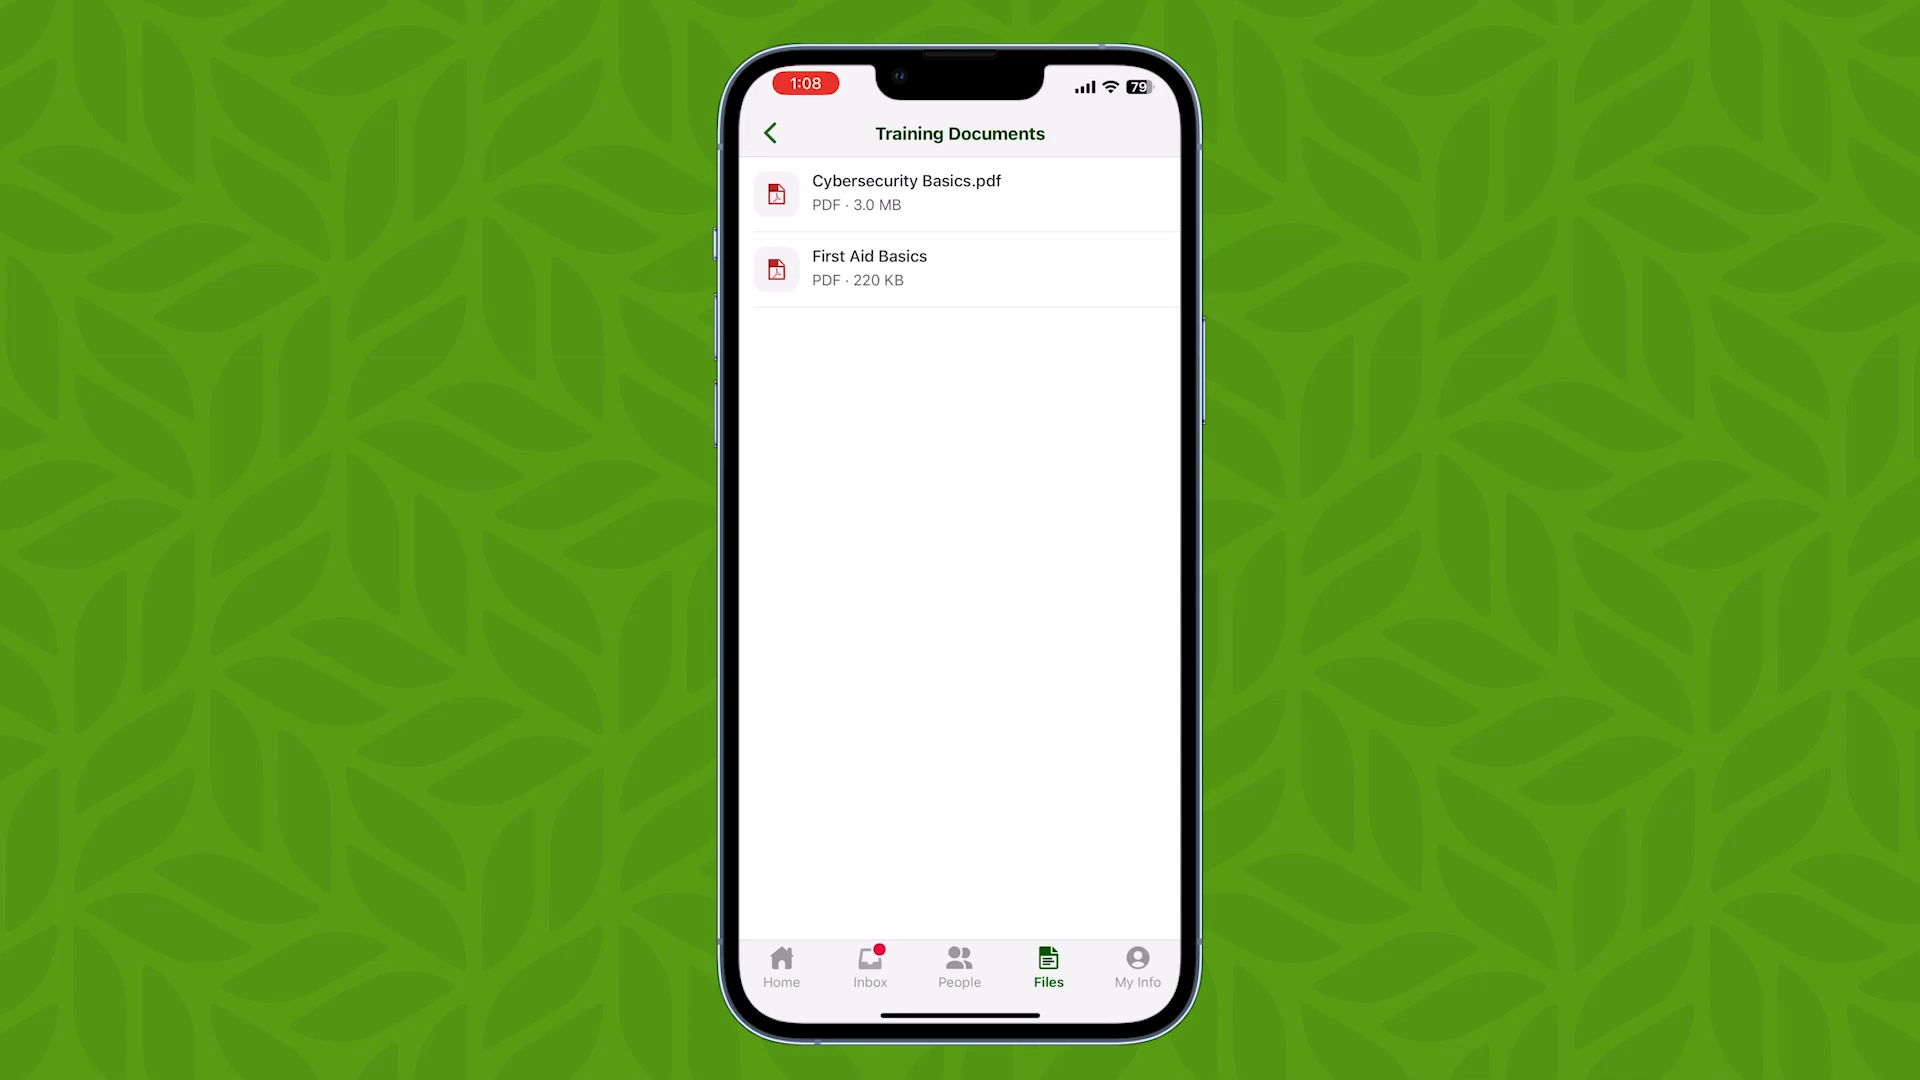 1:08
79
Training Documents
Cybersecurity Basics.pdf
PDF · 3.0 MB
First Aid Basics
PDF · 220 KB
Home
Inbox
People
Files
My Info